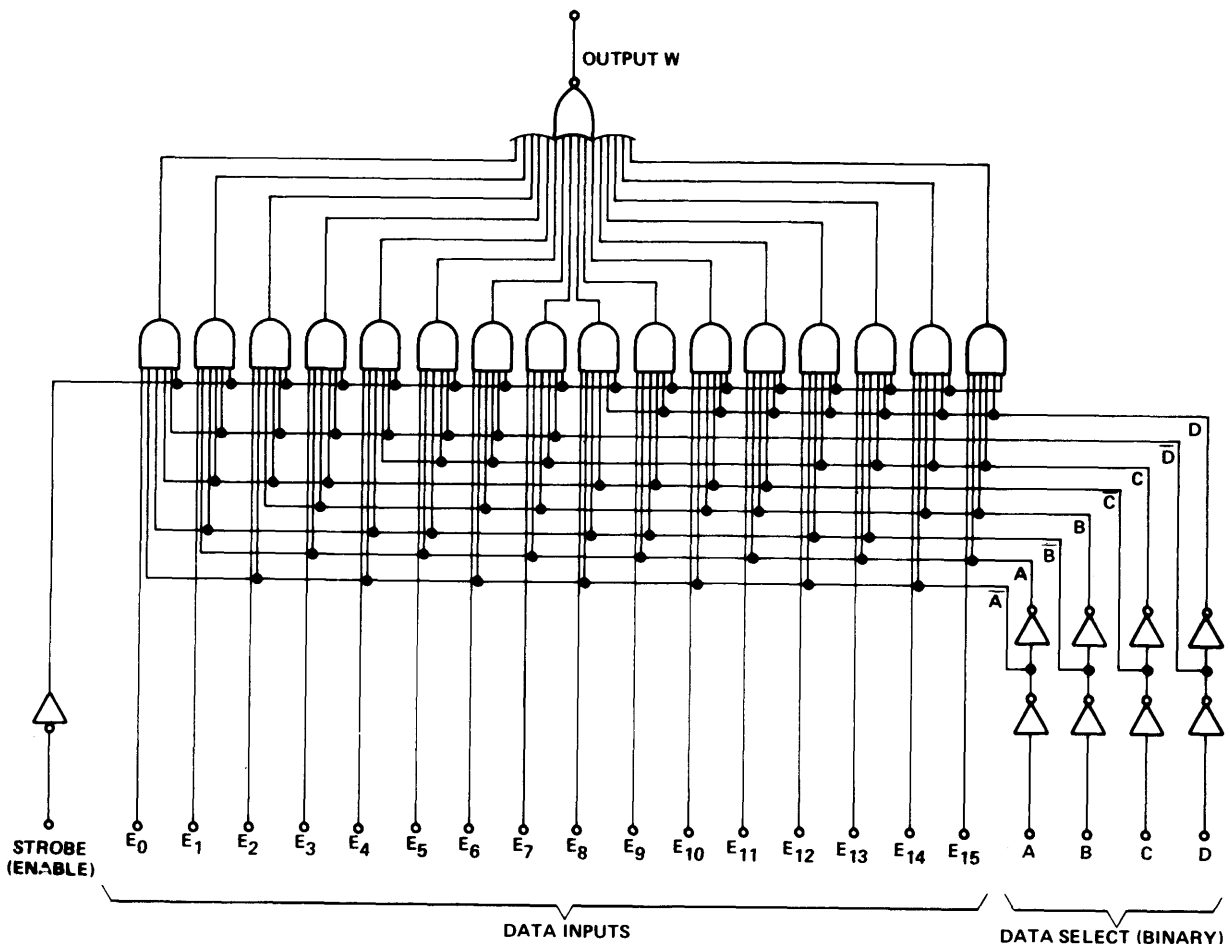 OUTPUT W
D
D̅
C
C̅
B
B̅
A
A̅
STROBE
(ENABLE)
E₀ E₁ E₂ E₃ E₄ E₅ E₆ E₇ E₈ E₉ E₁₀ E₁₁ E₁₂ E₁₃ E₁₄ E₁₅ A B C D
DATA INPUTS
DATA SELECT (BINARY)